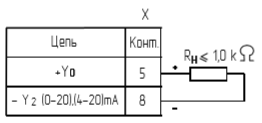 X
Цепь Конт.
+Y0 5 + Rн ≤ 1,0 kΩ
- Y2 (0-20),(4-20)mA 8 -